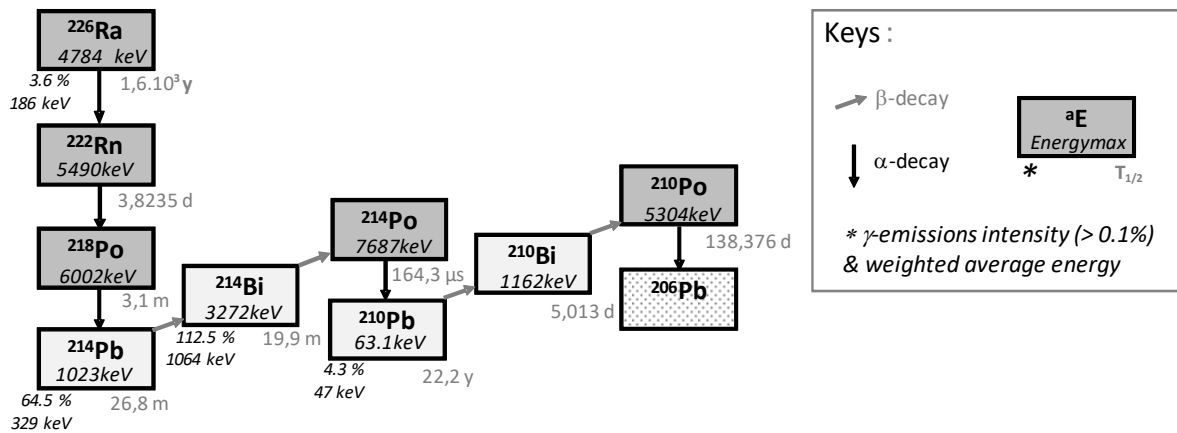 ²²⁶Ra
4784 keV
3.6 %
186 keV
1,6.10³ y
²²²Rn
5490keV
3,8235 d
²¹⁸Po
6002keV
3,1 m
²¹⁴Pb
1023keV
64.5 %
329 keV
26,8 m
²¹⁴Bi
3272keV
112.5 %
1064 keV
19,9 m
²¹⁴Po
7687keV
164,3 µs
²¹⁰Pb
63.1keV
4.3 %
47 keV
22,2 y
²¹⁰Bi
1162keV
5,013 d
²¹⁰Po
5304keV
138,376 d
²⁰⁶Pb
Keys :
β-decay
α-decay
ᵃE
Energymax
*
T₁/₂
* γ-emissions intensity (> 0.1%)
& weighted average energy